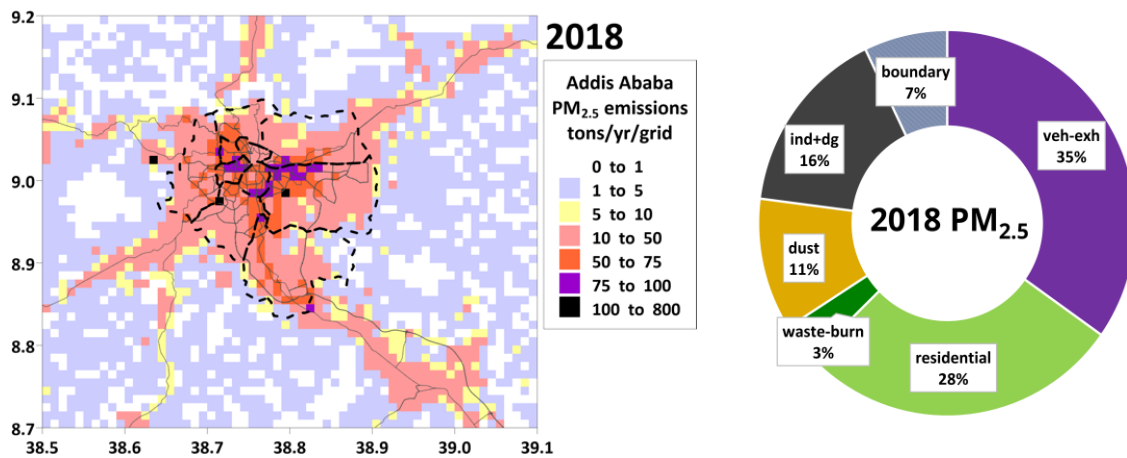 9.2
9.1
9.0
8.9
8.8
8.7
38.5 38.6 38.7 38.8 38.9 39.0 39.1
2018
Addis Ababa
PM2.5 emissions
tons/yr/grid
0 to 1
1 to 5
5 to 10
10 to 50
50 to 75
75 to 100
100 to 800
boundary
7%
veh-exh
35%
ind+dg
16%
2018 PM2.5
dust
11%
waste-burn
3%
residential
28%